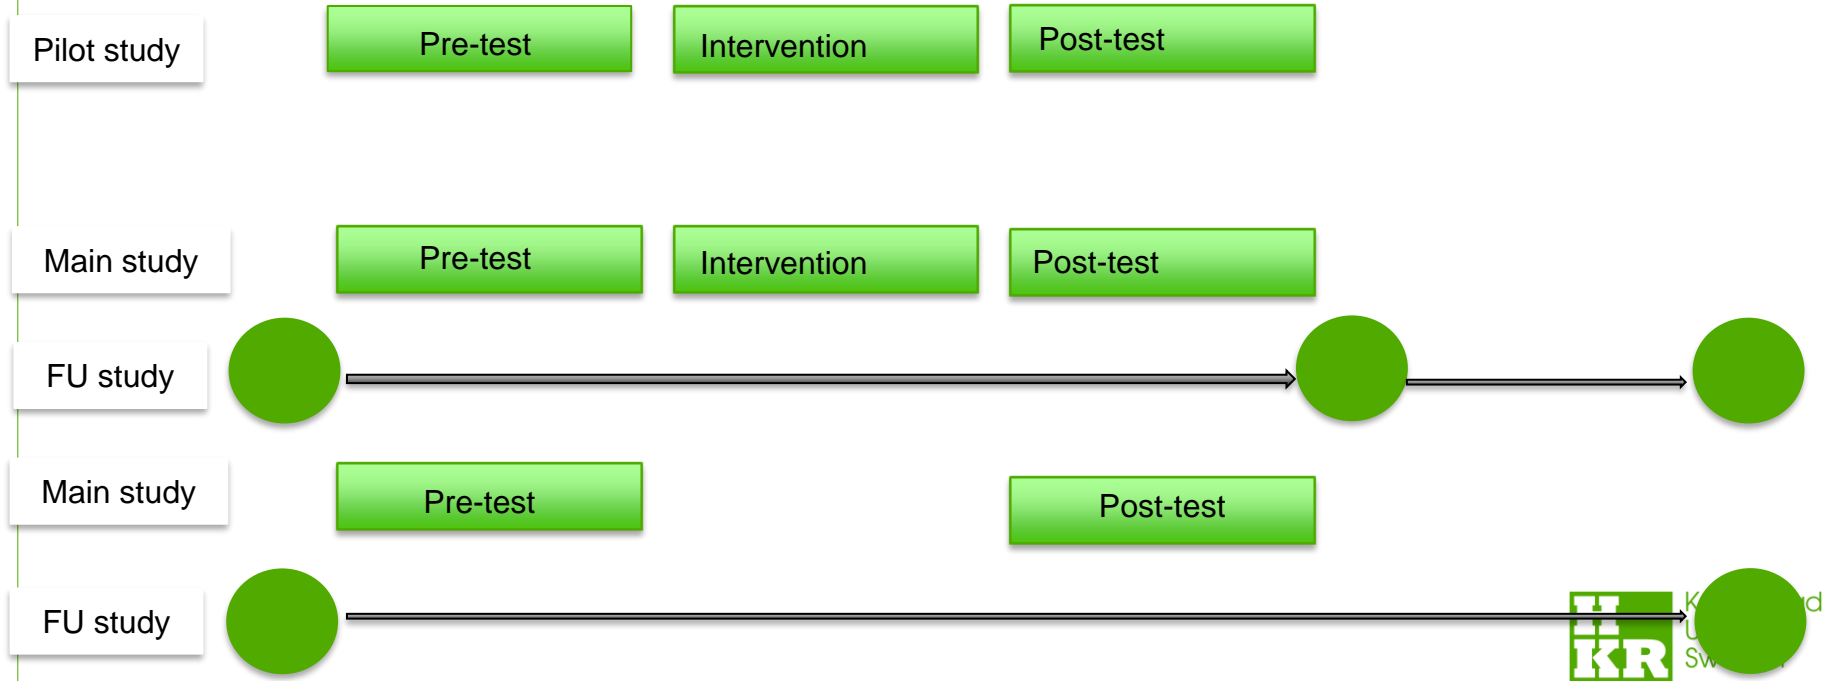 Pilot study
Pre-test
Intervention
Post-test
Main study
Pre-test
Intervention
Post-test
FU study
Main study
Pre-test
Post-test
FU study
HKR